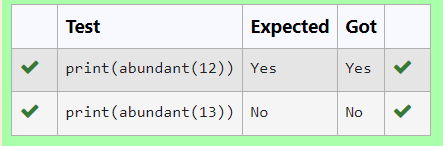 Test Expected Got
print(abundant(12)) Yes Yes
print(abundant(13)) No No